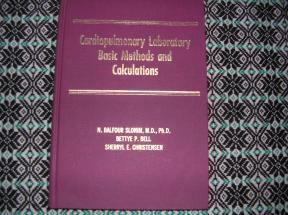 Cardiopulmonary Laboratory
Basic Methods and
Calculations
N. BALFOUR SLONIM, M.D., Ph.D.
BETTYE P. BELL
SHERRYL E. CHRISTENSEN